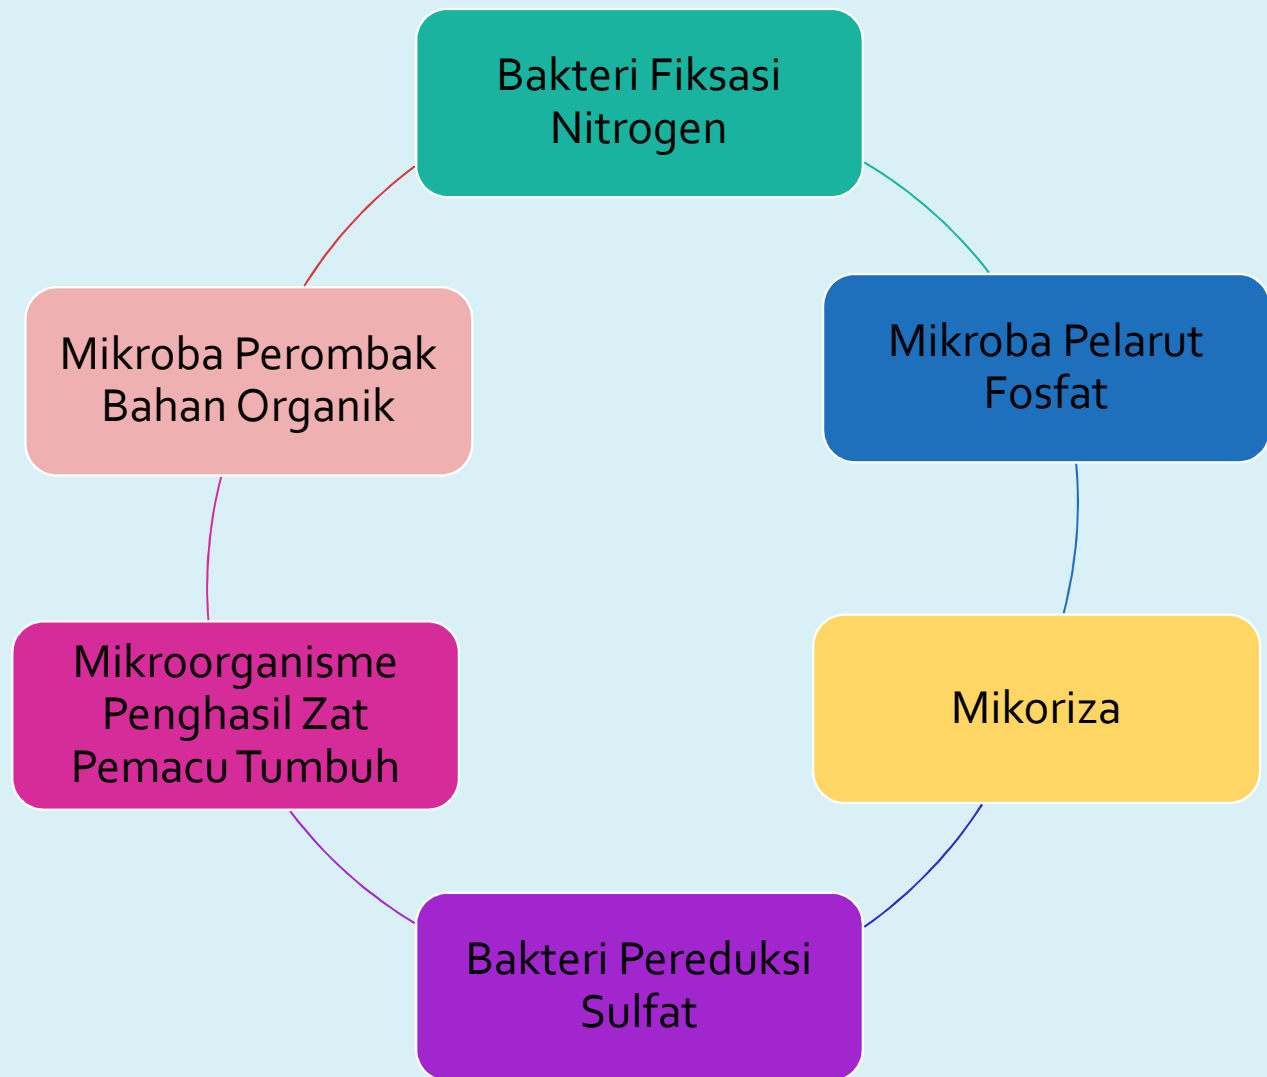 Bakteri Fiksasi
Nitrogen
Mikroba Pelarut
Fosfat
Mikoriza
Bakteri Pereduksi
Sulfat
Mikroorganisme
Penghasil Zat
Pemacu Tumbuh
Mikroba Perombak
Bahan Organik